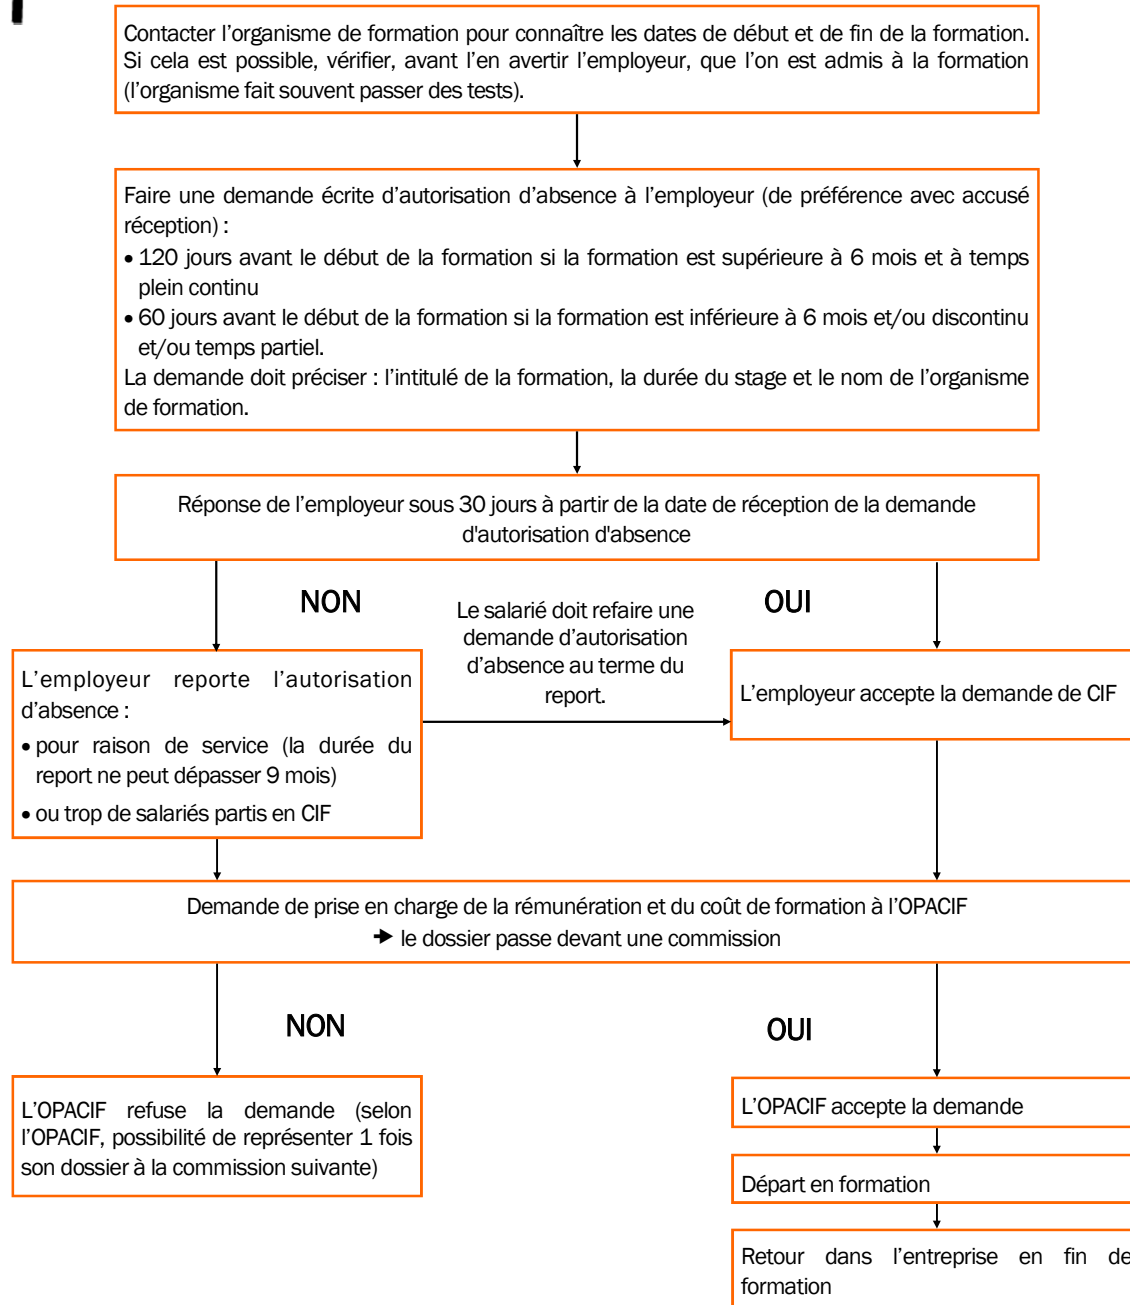 Contacter l'organisme de formation pour connaître les dates de début et de fin de la formation.
Si cela est possible, vérifier, avant l'en avertir l'employeur, que l'on est admis à la formation
(l'organisme fait souvent passer des tests).
Faire une demande écrite d'autorisation d'absence à l'employeur (de préférence avec accusé
réception) :
• 120 jours avant le début de la formation si la formation est supérieure à 6 mois et à temps
plein continu
• 60 jours avant le début de la formation si la formation est inférieure à 6 mois et/ou discontinu
et/ou temps partiel.
La demande doit préciser : l'intitulé de la formation, la durée du stage et le nom de l'organisme
de formation.
Réponse de l'employeur sous 30 jours à partir de la date de réception de la demande
d'autorisation d'absence
NON
Le salarié doit refaire une
demande d'autorisation
d'absence au terme du
report.
OUI
L'employeur reporte l'autorisation
d'absence :
• pour raison de service (la durée du
report ne peut dépasser 9 mois)
• ou trop de salariés partis en CIF
L'employeur accepte la demande de CIF
Demande de prise en charge de la rémunération et du coût de formation à l'OPACIF
➔ le dossier passe devant une commission
NON
OUI
L'OPACIF refuse la demande (selon
l'OPACIF, possibilité de représenter 1 fois
son dossier à la commission suivante)
L'OPACIF accepte la demande
Départ en formation
Retour dans l'entreprise en fin de
formation